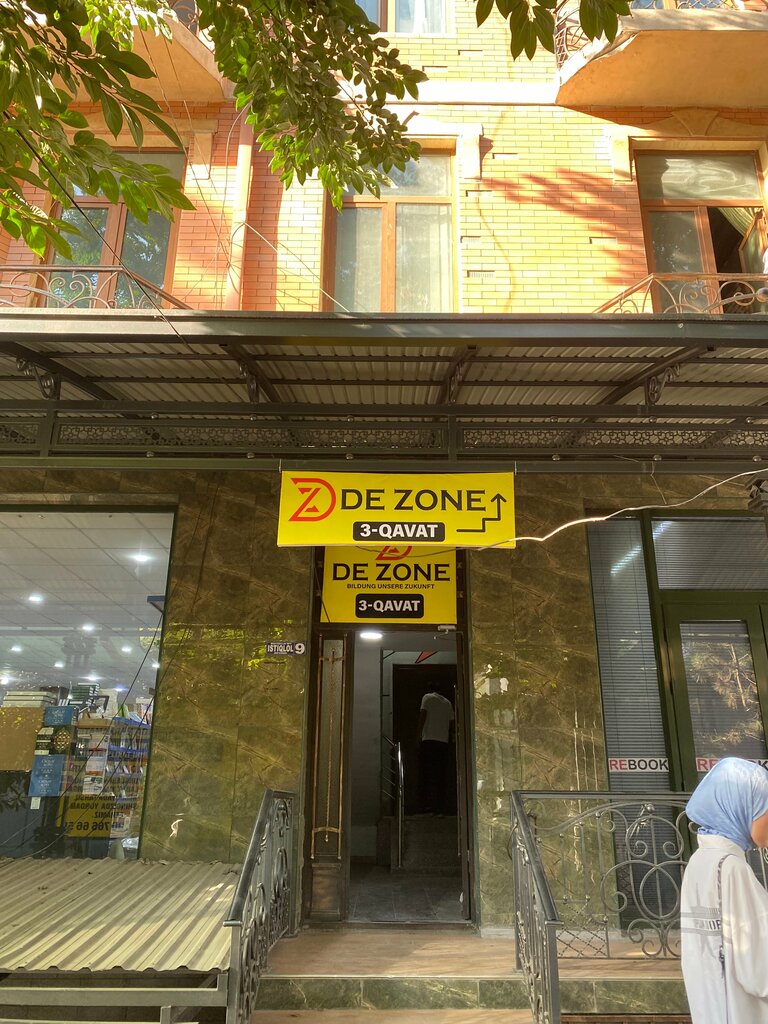 DE ZONE
3-QAVAT
DE ZONE
BILDUNG UNSERE ZUKUNFT
3-QAVAT
ISTIQLOL 9
REBOOK